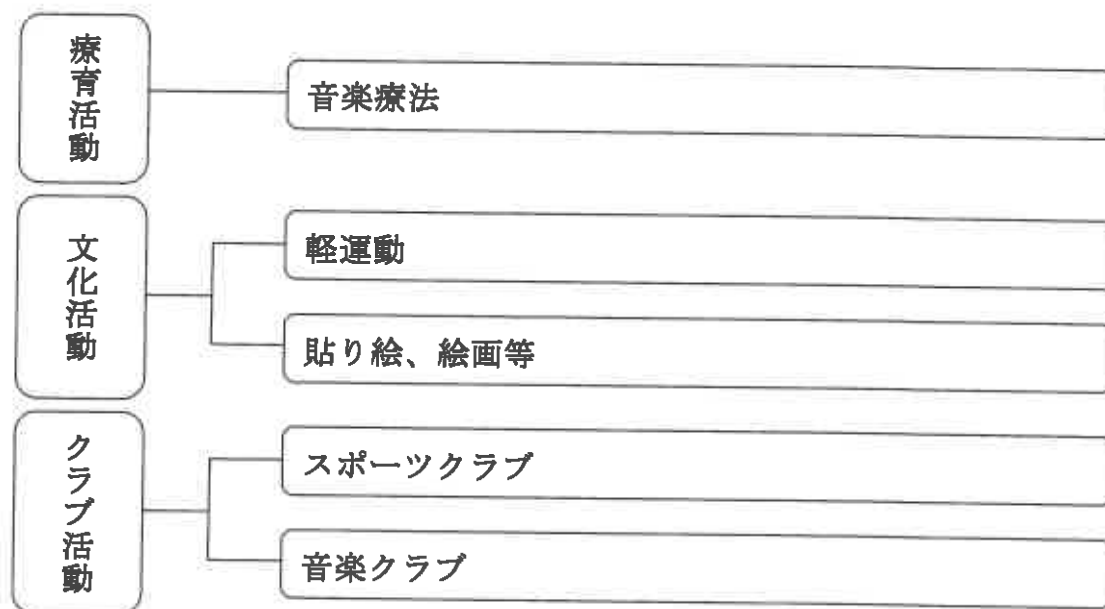 療育活動
音楽療法
文化活動
軽運動
貼り絵、絵画等
クラブ活動
スポーツクラブ
音楽クラブ